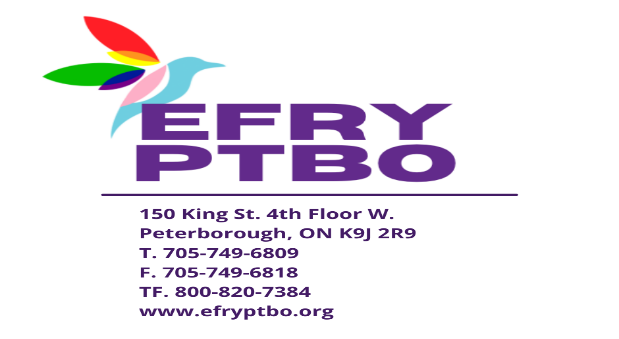 EFRY
PTBO
150 King St. 4th Floor W.
Peterborough, ON K9J 2R9
T. 705-749-6809
F. 705-749-6818
TF. 800-820-7384
www.efryptbo.org